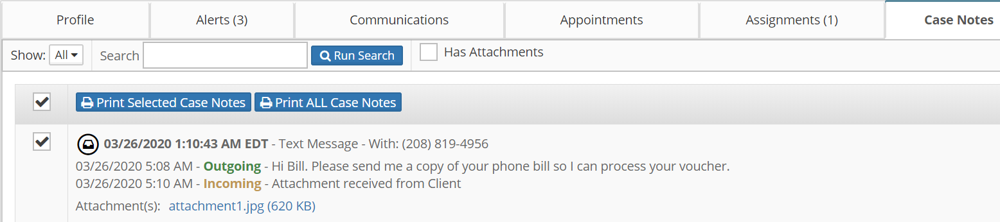 Profile Alerts (3) Communications Appointments Assignments (1) Case Notes
Show: All Search Run Search Has Attachments
Print Selected Case Notes Print ALL Case Notes
03/26/2020 1:10:43 AM EDT - Text Message - With: (208) 819-4956
03/26/2020 5:08 AM - Outgoing - Hi Bill. Please send me a copy of your phone bill so I can process your voucher.
03/26/2020 5:10 AM - Incoming - Attachment received from Client
Attachment(s): attachment1.jpg (620 KB)